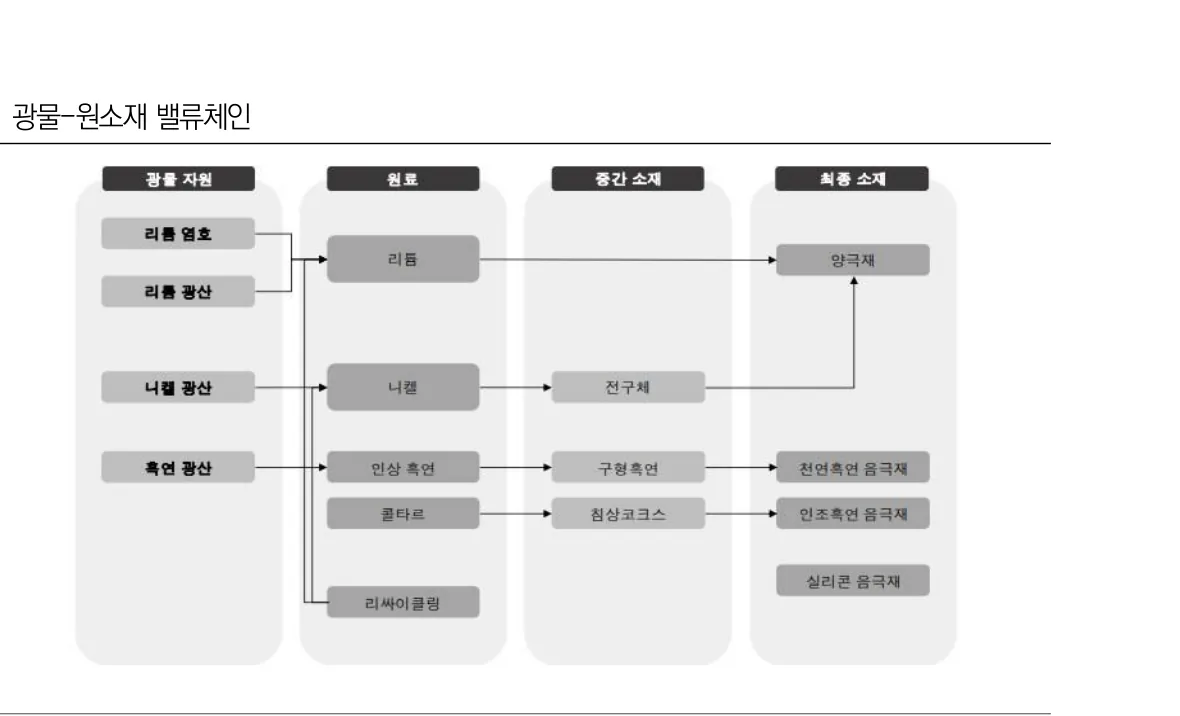 광물-원소재 밸류체인
광물 자원
원료
중간 소재
최종 소재
리튬 염호
리튬
양극재
리튬 광산
니켈 광산
니켈
전구체
흑연 광산
인상 흑연
구형흑연
천연흑연 음극재
콜타르
침상코크스
인조흑연 음극재
실리콘 음극재
리싸이클링